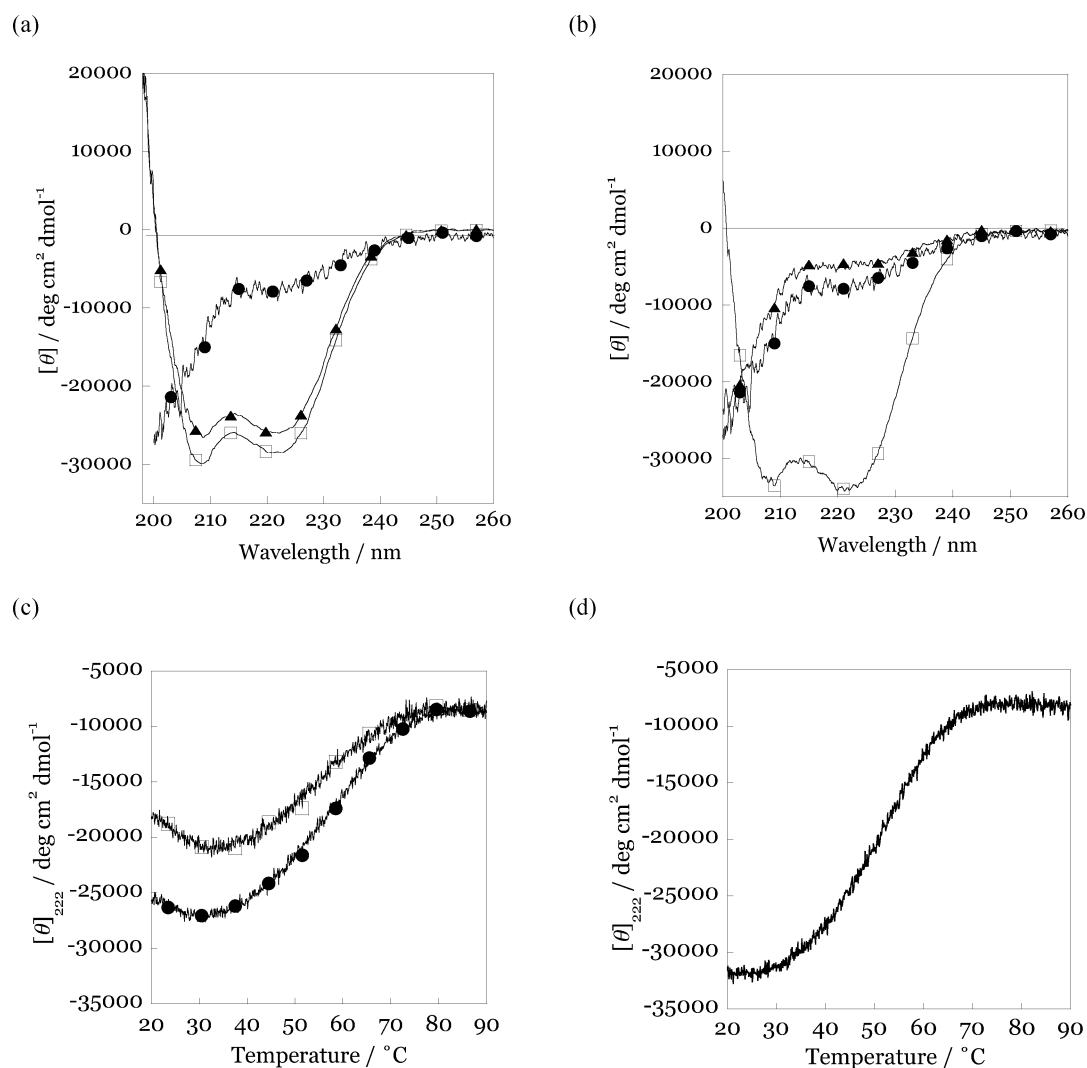 (a)
20000
10000
0
-10000
-20000
-30000
[θ] / deg cm² dmol⁻¹
200 210 220 230 240 250 260
Wavelength / nm
(b)
20000
10000
0
-10000
-20000
-30000
[θ] / deg cm² dmol⁻¹
200 210 220 230 240 250 260
Wavelength / nm
(c)
-5000
-10000
-15000
-20000
-25000
-30000
-35000
[θ]₂₂₂ / deg cm² dmol⁻¹
20 30 40 50 60 70 80 90
Temperature / ˚C
(d)
-5000
-10000
-15000
-20000
-25000
-30000
-35000
[θ]₂₂₂ / deg cm² dmol⁻¹
20 30 40 50 60 70 80 90
Temperature / ˚C